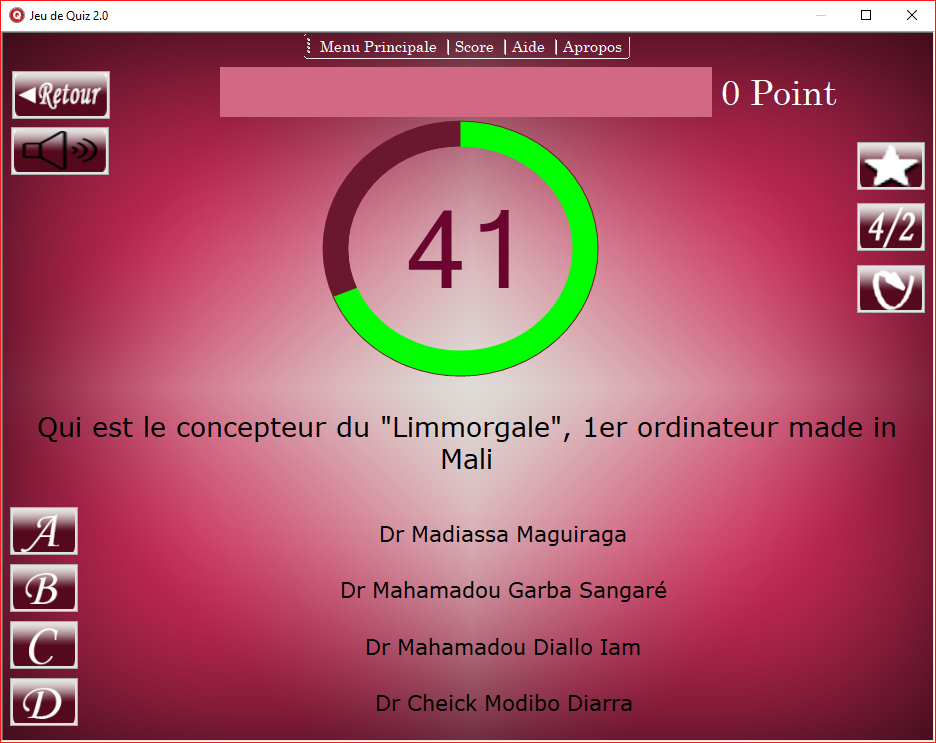 Jeu de Quiz 2.0
Menu Principale | Score | Aide | Apropos
Retour
0 Point
41
4/2
Qui est le concepteur du "Limmorgale", 1er ordinateur made in
Mali
A
Dr Madiassa Maguiraga
B
Dr Mahamadou Garba Sangaré
C
Dr Mahamadou Diallo Iam
D
Dr Cheick Modibo Diarra